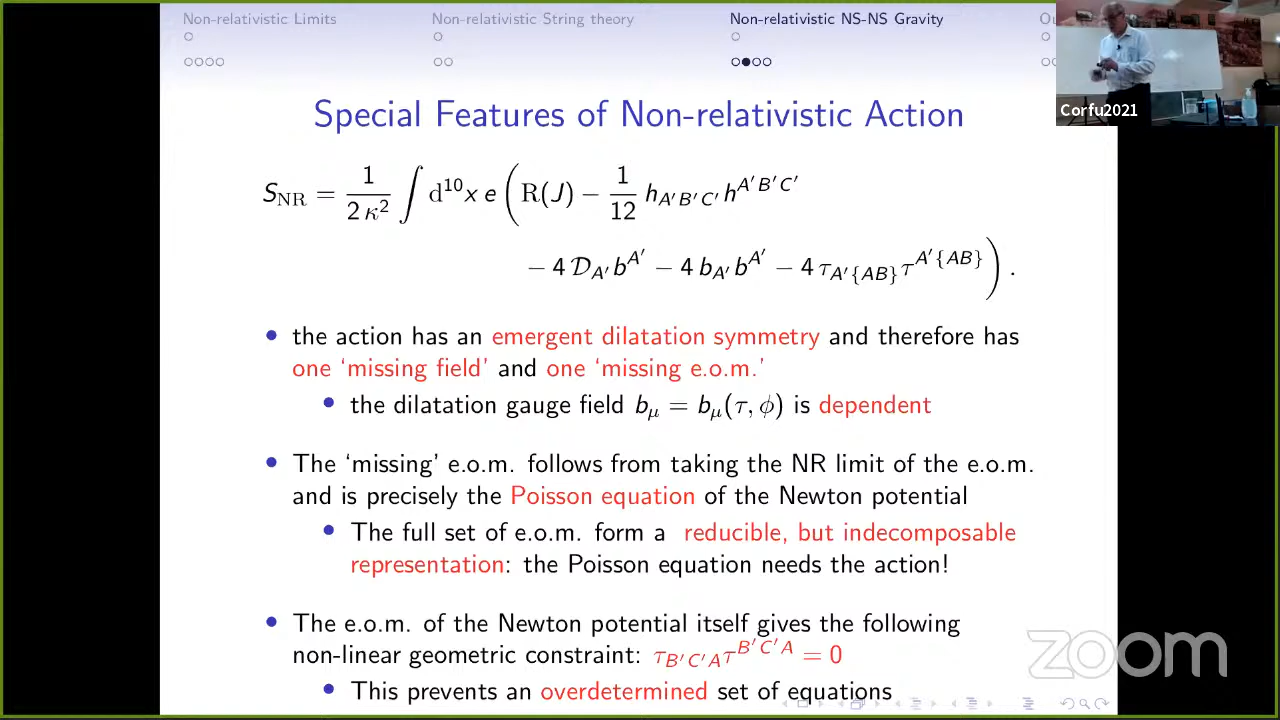 Non-relativistic Limits
Non-relativistic String theory
Non-relativistic NS-NS Gravity
Ou
Corfu2021
Special Features of Non-relativistic Action
S_NR = 1/(2 κ²) ∫ d¹⁰x e ( R(J) − 1/12 h_{A′B′C′} h^{A′B′C′}
− 4 𝒟_{A′} b^{A′} − 4 b_{A′} b^{A′} − 4 τ_{A′{AB}} τ^{A′{AB}} ) .
• the action has an emergent dilatation symmetry and therefore has
one ‘missing field’ and one ‘missing e.o.m.’
• the dilatation gauge field b_μ = b_μ(τ, ϕ) is dependent
• The ‘missing’ e.o.m. follows from taking the NR limit of the e.o.m.
and is precisely the Poisson equation of the Newton potential
• The full set of e.o.m. form a reducible, but indecomposable
representation: the Poisson equation needs the action!
• The e.o.m. of the Newton potential itself gives the following
non-linear geometric constraint: τ_{B′C′A} τ^{B′C′A} = 0
• This prevents an overdetermined set of equations
zoom